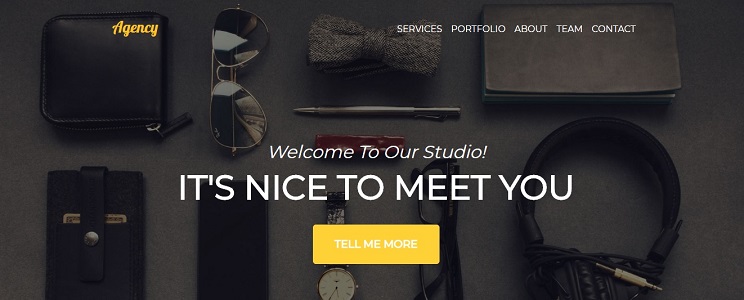 Agency
SERVICES PORTFOLIO ABOUT TEAM CONTACT
Welcome To Our Studio!
IT'S NICE TO MEET YOU
TELL ME MORE